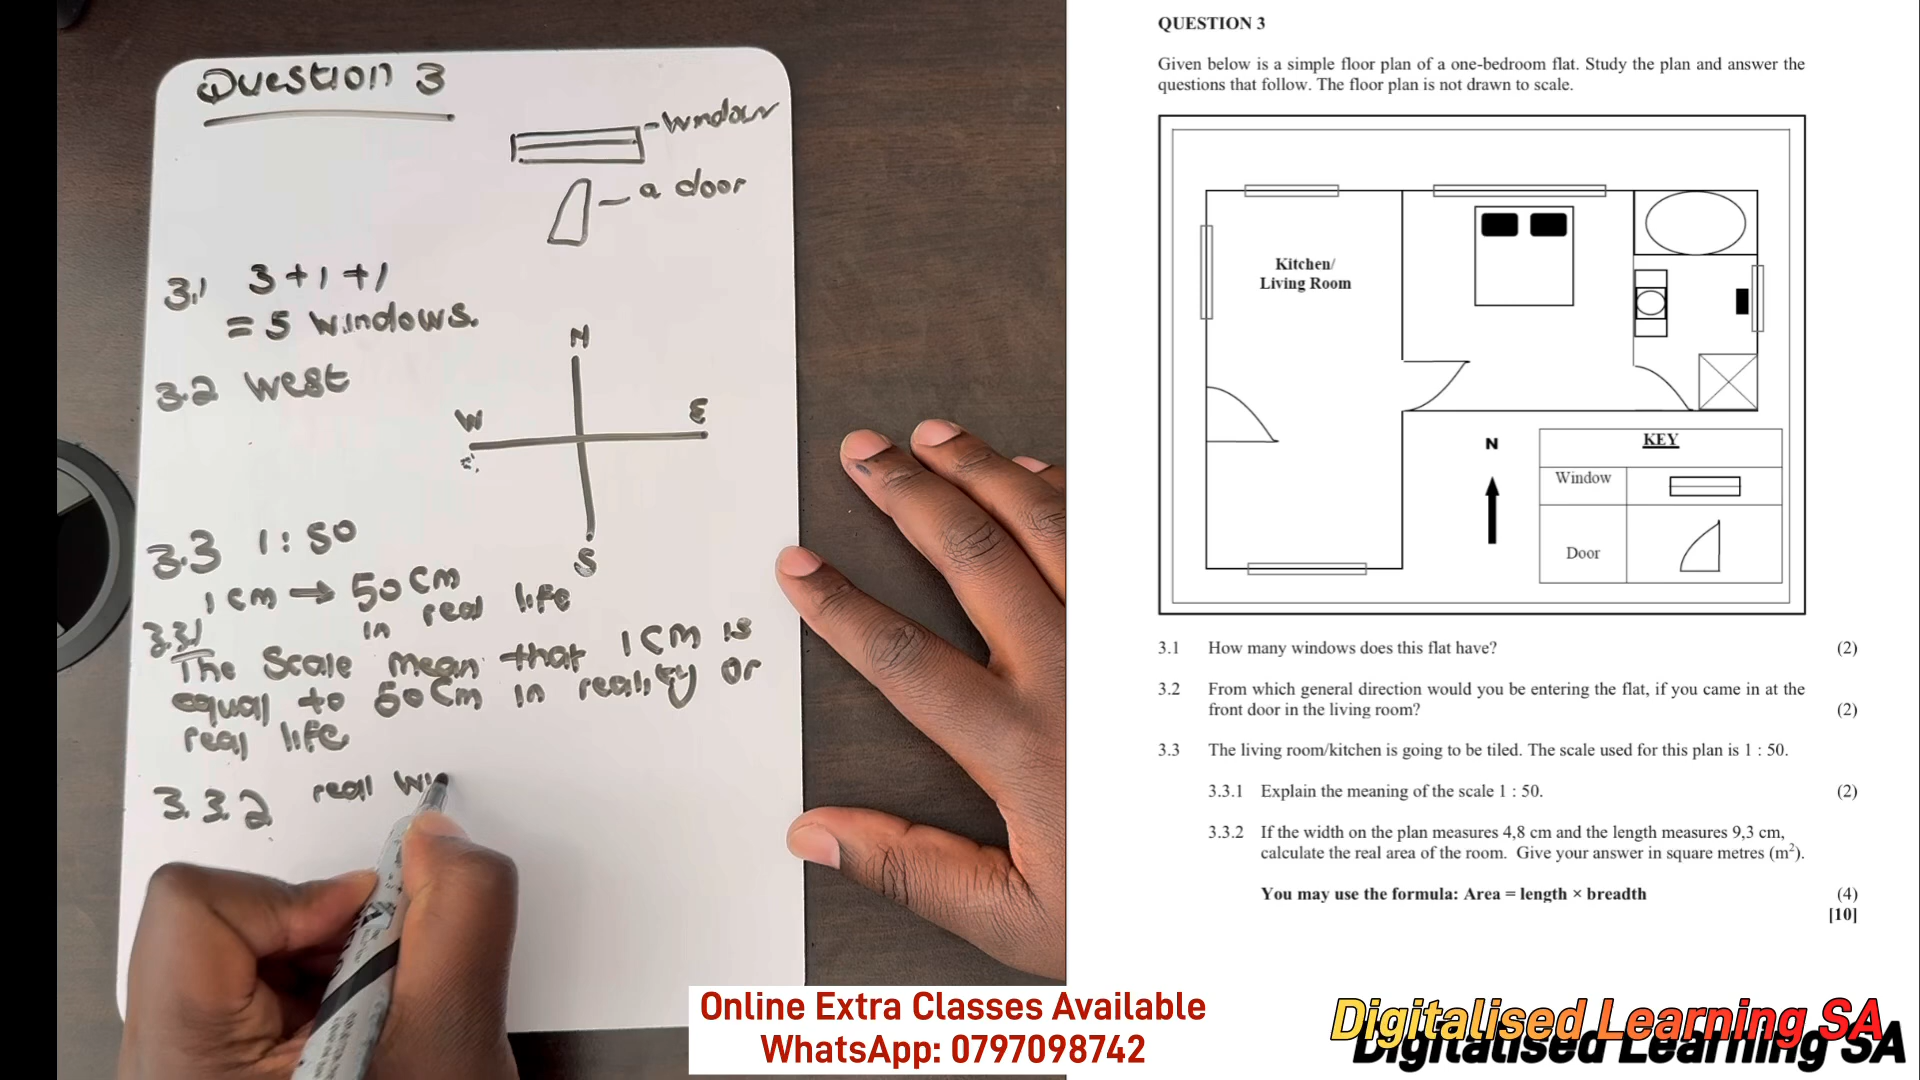 Question 3
- Window
- a door
3.1 3 + 1 + 1
= 5 windows.
3.2 West
N
W
E
S
3.3 1 : 50
1 cm → 50 cm
in real life
3.3.1
The Scale mean that 1 cm is
equal to 50 cm in reality or
real life
3.3.2 real wi
QUESTION 3
Given below is a simple floor plan of a one-bedroom flat. Study the plan and answer the
questions that follow. The floor plan is not drawn to scale.
Kitchen/
Living Room
N
KEY
Window
Door
3.1 How many windows does this flat have? (2)
3.2 From which general direction would you be entering the flat, if you came in at the
front door in the living room? (2)
3.3 The living room/kitchen is going to be tiled. The scale used for this plan is 1 : 50.
3.3.1 Explain the meaning of the scale 1 : 50. (2)
3.3.2 If the width on the plan measures 4,8 cm and the length measures 9,3 cm,
calculate the real area of the room. Give your answer in square metres (m²).
You may use the formula: Area = length × breadth (4)
[10]
Online Extra Classes Available
WhatsApp: 0797098742
Digitalised Learning SA